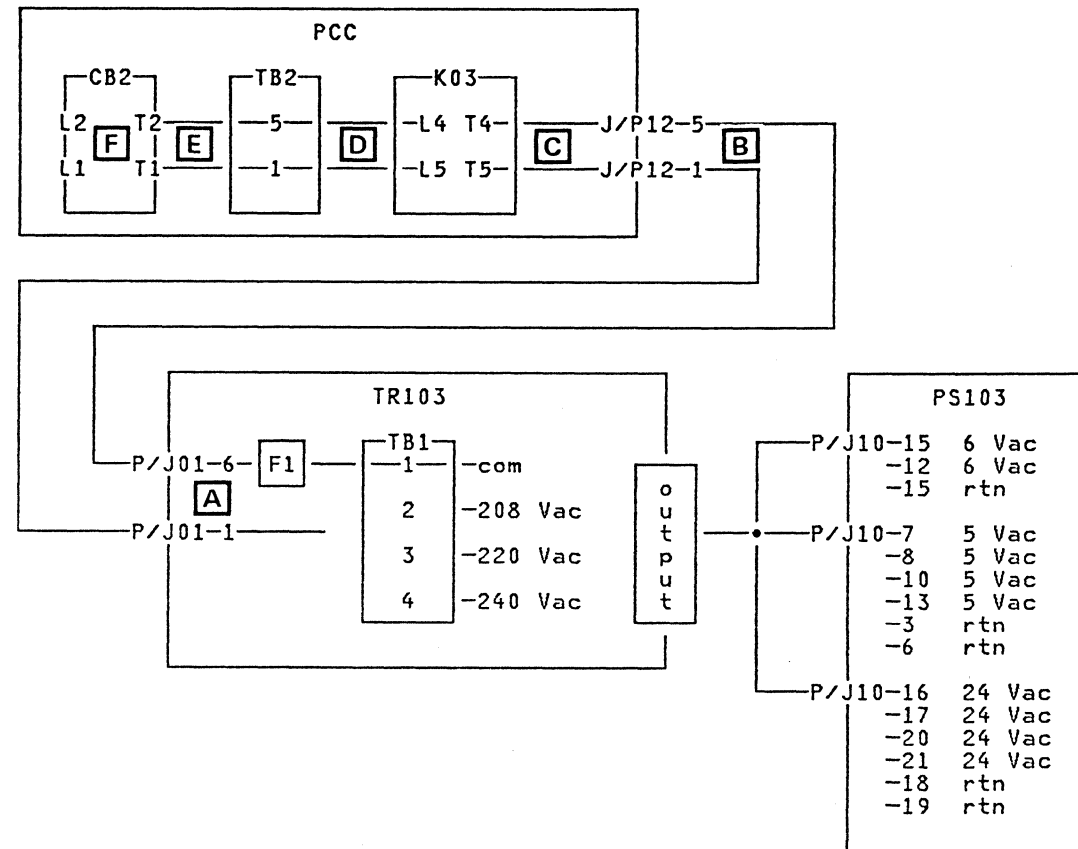 PCC
CB2 TB2 K03
L2 T2 5 L4 T4 J/P12-5
F E D C B
L1 T1 1 L5 T5 J/P12-1
TR103
PS103
TB1
P/J01-6 F1 1 -com
A
2 -208 Vac
P/J01-1
3 -220 Vac
4 -240 Vac
output
P/J10-15 6 Vac
-12 6 Vac
-15 rtn
P/J10-7 5 Vac
-8 5 Vac
-10 5 Vac
-13 5 Vac
-3 rtn
-6 rtn
P/J10-16 24 Vac
-17 24 Vac
-20 24 Vac
-21 24 Vac
-18 rtn
-19 rtn